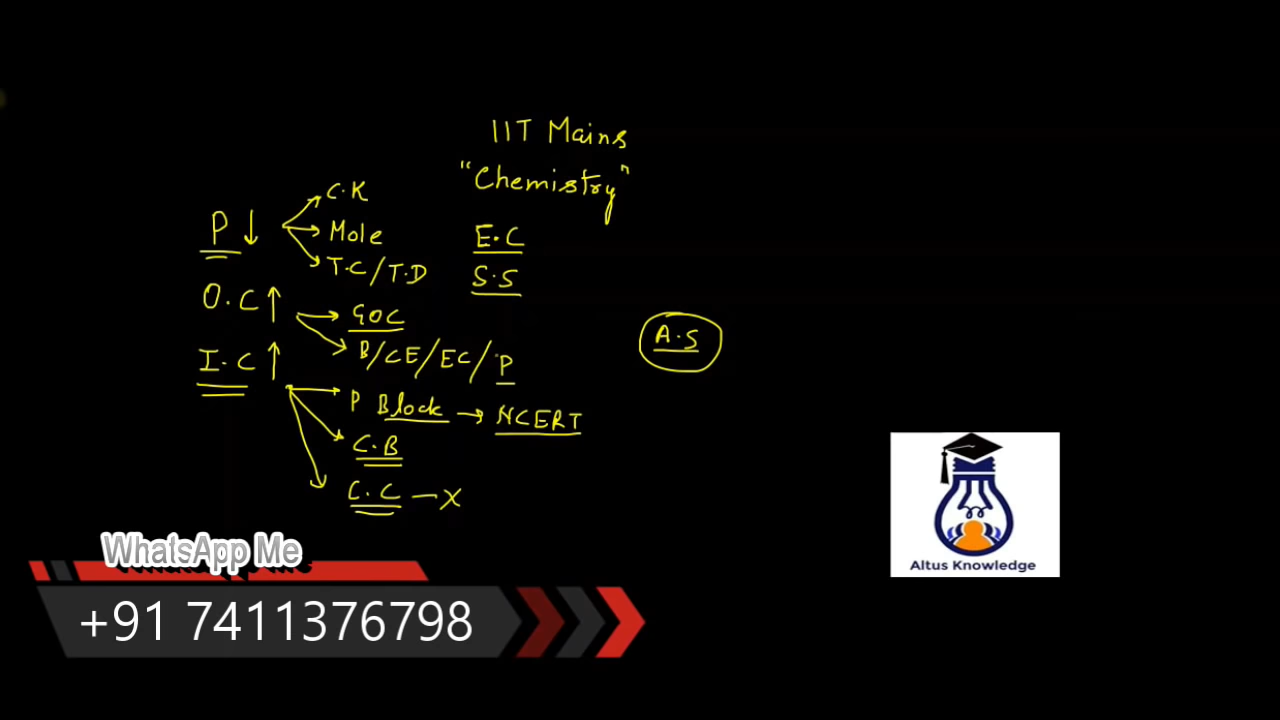 IIT Mains
"Chemistry"
C.K
P↓
Mole
E.C
T.C/T.D
S.S
O.C↑
GOC
A.S
B/CE/EC/P
I.C↑
P Block → NCERT
C.B
C.C — X
WhatsApp Me
Altus Knowledge
+91 7411376798